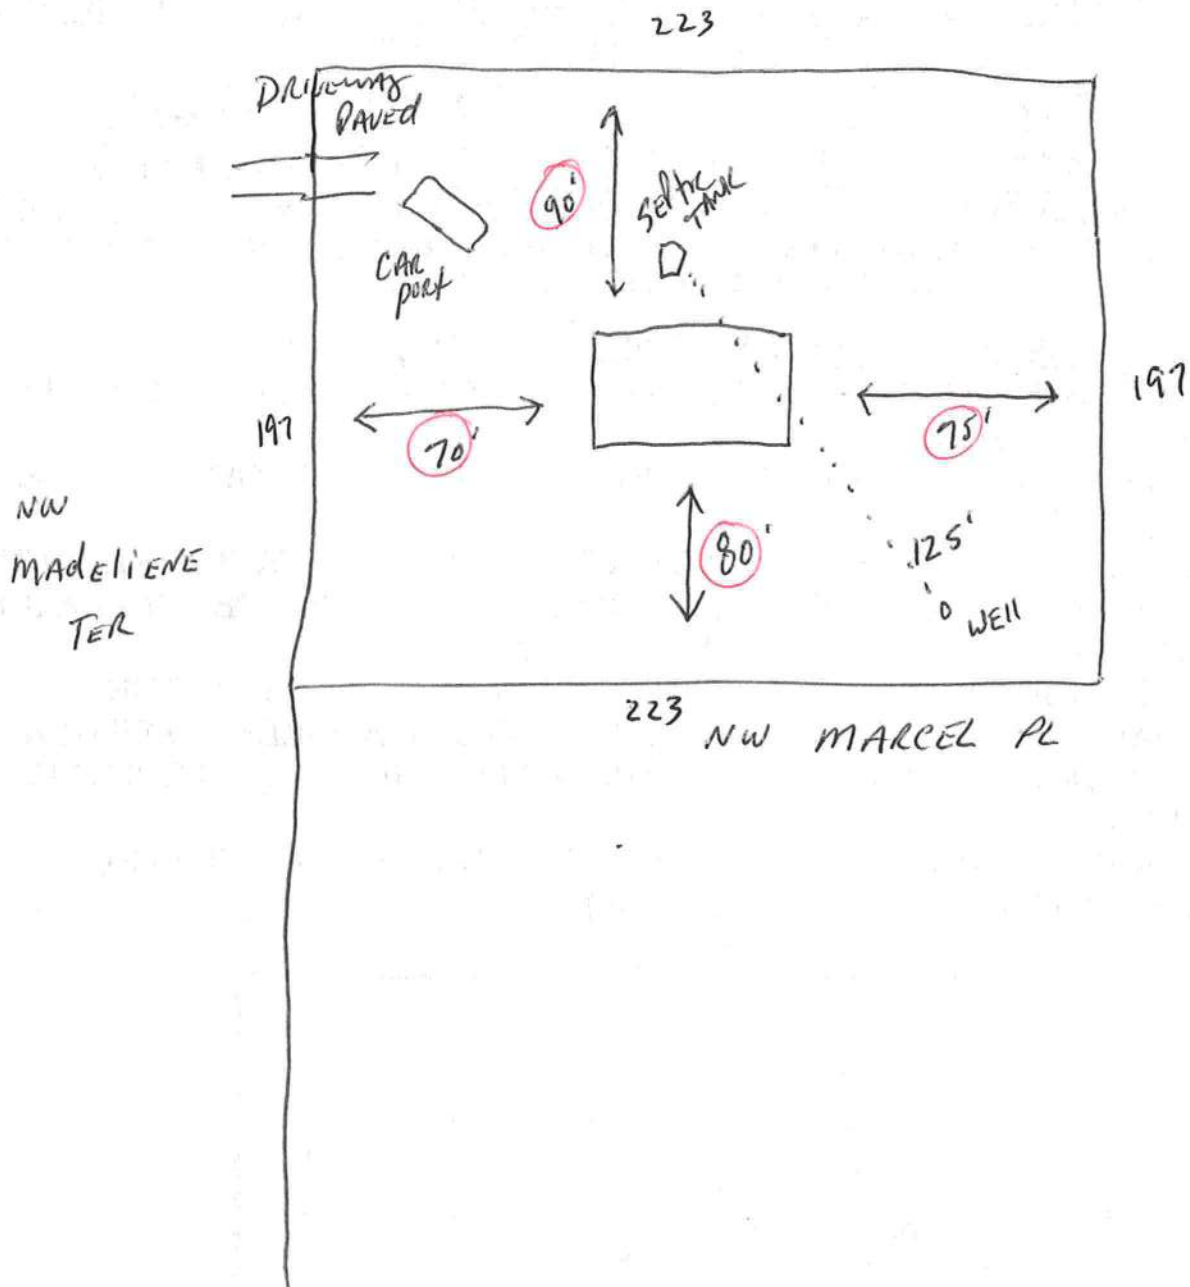 223
DRIVEWAY
PAVED
90'
SEPTIC
TANK
CAR
PORT
197
70'
75'
197
NW
MADELIENE
TER
80'
125'
WELL
223
NW MARCEL PL